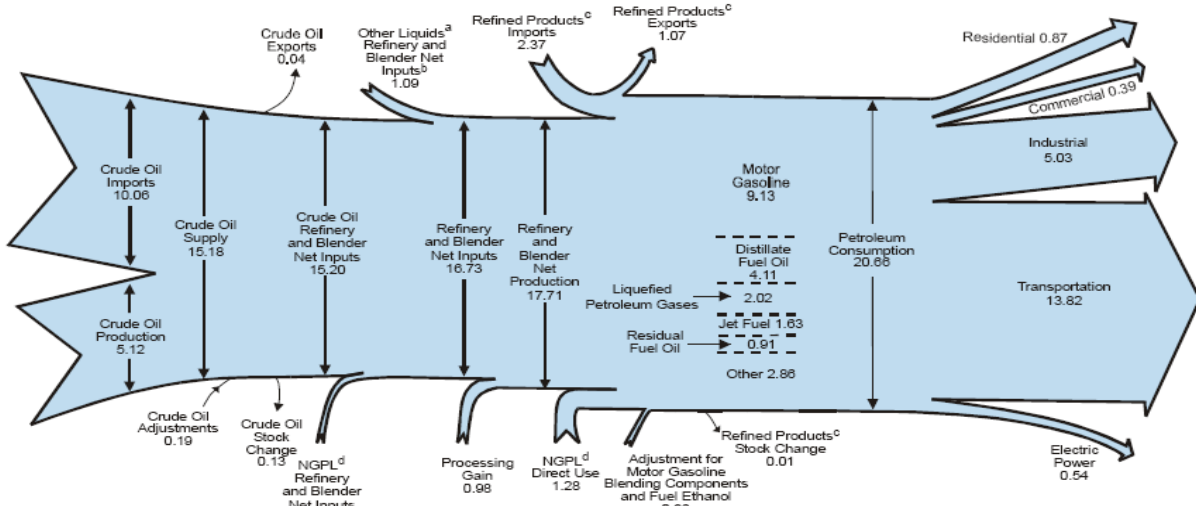 Crude Oil
Exports
0.04
Other Liquids^a
Refinery and
Blender Net
Inputs^b
1.09
Refined Products^c
Imports
2.37
Refined Products^c
Exports
1.07
Residential 0.87
Commercial 0.39
Industrial
5.03
Transportation
13.82
Electric
Power
0.54
Crude Oil
Imports
10.06
Crude Oil
Supply
15.18
Crude Oil
Refinery
and Blender
Net Inputs
15.20
Refinery
and Blender
Net Inputs
16.73
Refinery
and
Blender
Net
Production
17.71
Motor
Gasoline
9.13
Distillate
Fuel Oil
4.11
Liquefied
Petroleum Gases
2.02
Jet Fuel 1.63
Residual
Fuel Oil
0.91
Other 2.86
Petroleum
Consumption
20.66
Crude Oil
Production
5.12
Crude Oil
Adjustments
0.19
Crude Oil
Stock
Change
0.13
NGPL^d
Refinery
and Blender
Net Inputs
Processing
Gain
0.98
NGPL^d
Direct Use
1.28
Adjustment for
Motor Gasoline
Blending Components
and Fuel Ethanol
Refined Products^c
Stock Change
0.01